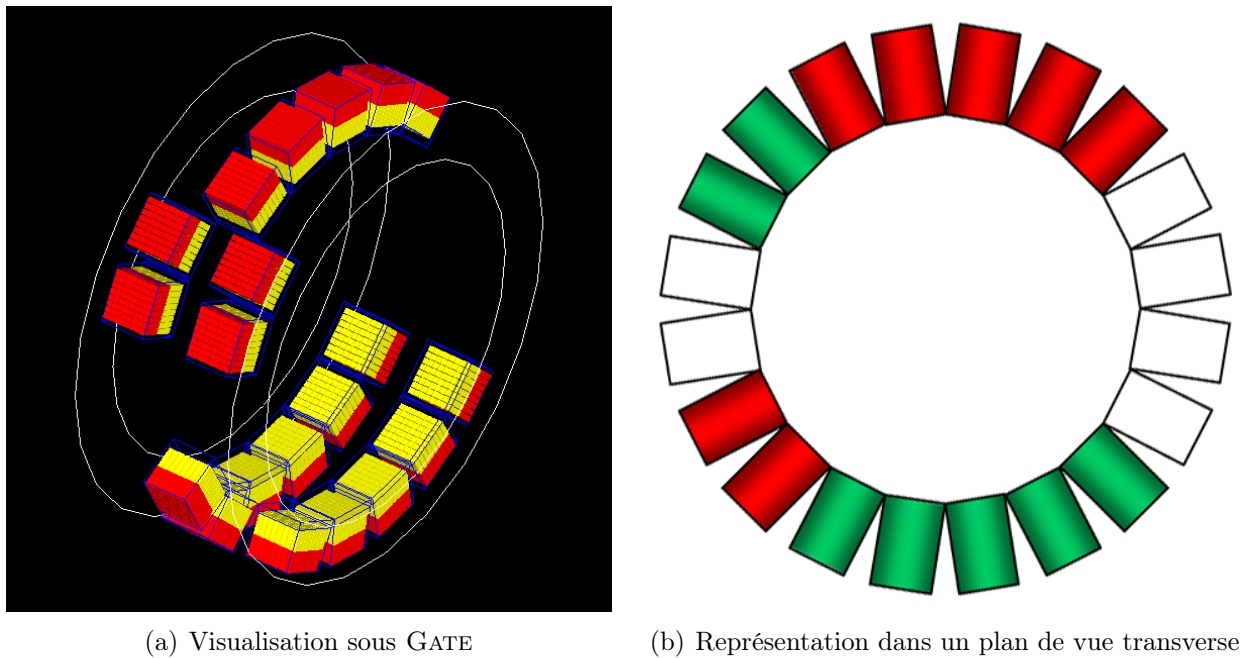 (a) Visualisation sous GATE
(b) Représentation dans un plan de vue transverse